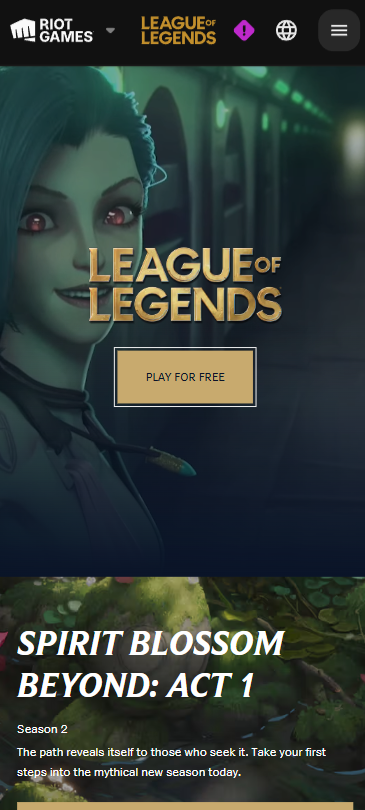 RIOT
GAMES
LEAGUE OF
LEGENDS
LEAGUE OF
LEGENDS
PLAY FOR FREE
SPIRIT BLOSSOM
BEYOND: ACT 1
Season 2
The path reveals itself to those who seek it. Take your first
steps into the mythical new season today.